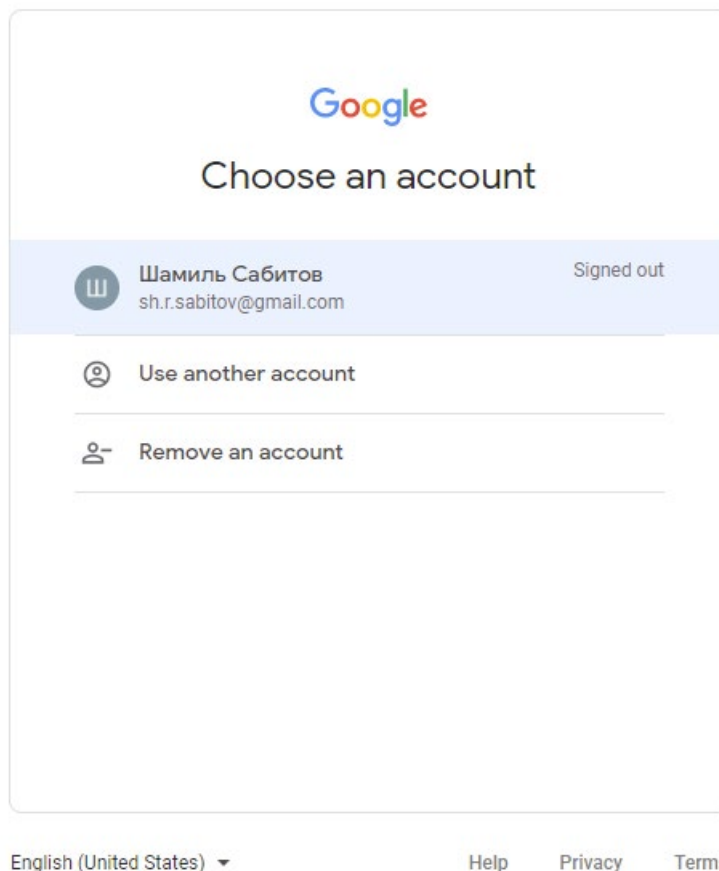 Google
Choose an account
Ш
Шамиль Сабитов
Signed out
sh.r.sabitov@gmail.com
Use another account
Remove an account
English (United States)
Help
Privacy
Term